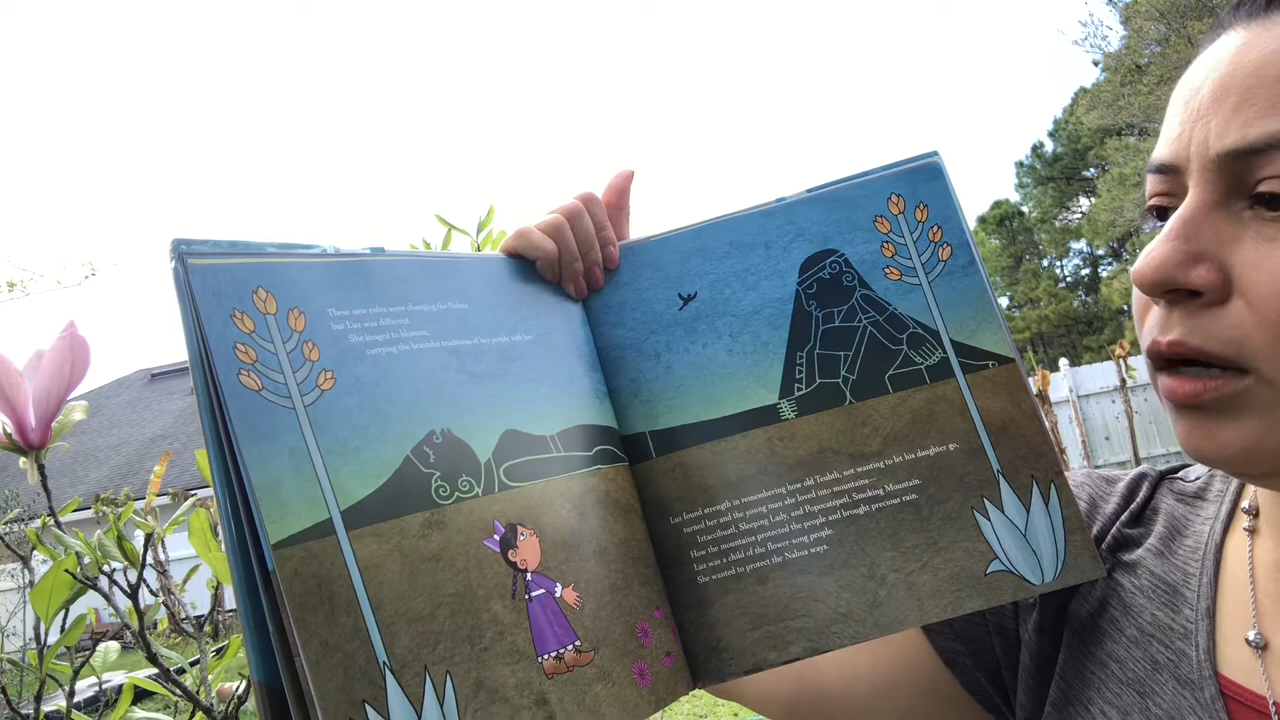 These new rules were changing the Nahua,
but Luz was different.
She longed to blossom,
carrying the beautiful traditions of her people with her.
Luz found strength in remembering how old Teuhtli, not wanting to let his daughter go,
turned her and the young man she loved into mountains—
Iztaccihuatl, Sleeping Lady, and Popocatépetl, Smoking Mountain.
How the mountains protected the people and brought precious rain.
Luz was a child of the flower-song people.
She wanted to protect the Nahua ways.